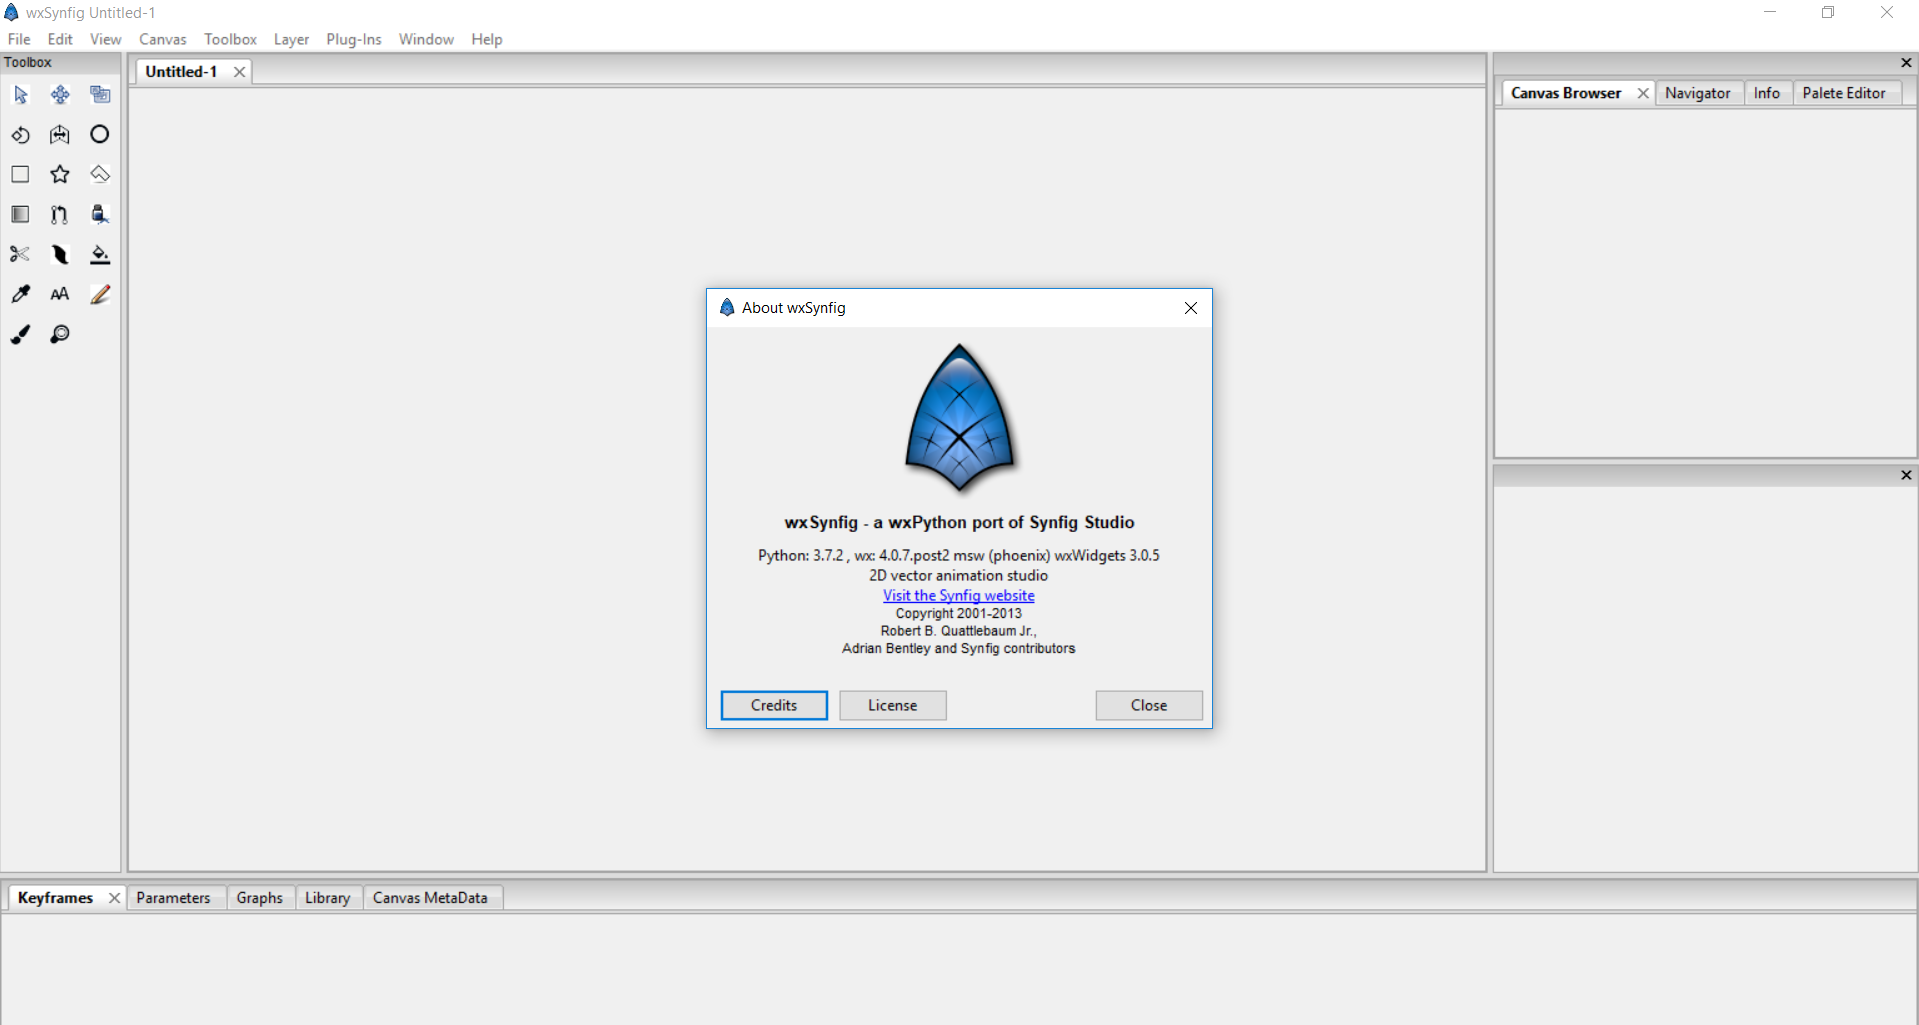 wxSynfig Untitled-1
File Edit View Canvas Toolbox Layer Plug-Ins Window Help
Toolbox
Untitled-1
Canvas Browser Navigator Info Palete Editor
AA
About wxSynfig
wxSynfig - a wxPython port of Synfig Studio
Python: 3.7.2 , wx: 4.0.7.post2 msw (phoenix) wxWidgets 3.0.5
2D vector animation studio
Visit the Synfig website
Copyright 2001-2013
Robert B. Quattlebaum Jr.,
Adrian Bentley and Synfig contributors
Credits License Close
Keyframes Parameters Graphs Library Canvas MetaData